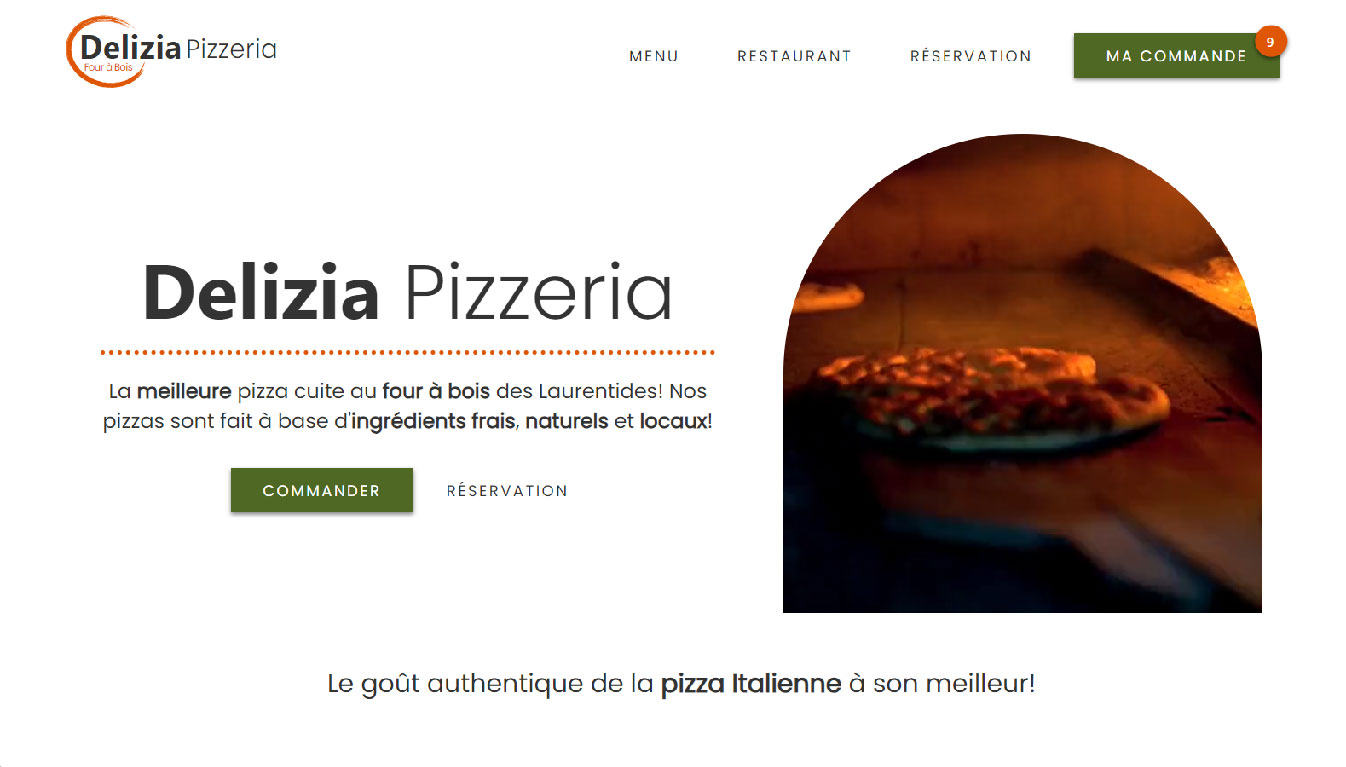 Delizia Pizzeria
Four à Bois
MENU
RESTAURANT
RÉSERVATION
MA COMMANDE
9
Delizia Pizzeria
La meilleure pizza cuite au four à bois des Laurentides! Nos
pizzas sont fait à base d'ingrédients frais, naturels et locaux!
COMMANDER
RÉSERVATION
Le goût authentique de la pizza Italienne à son meilleur!